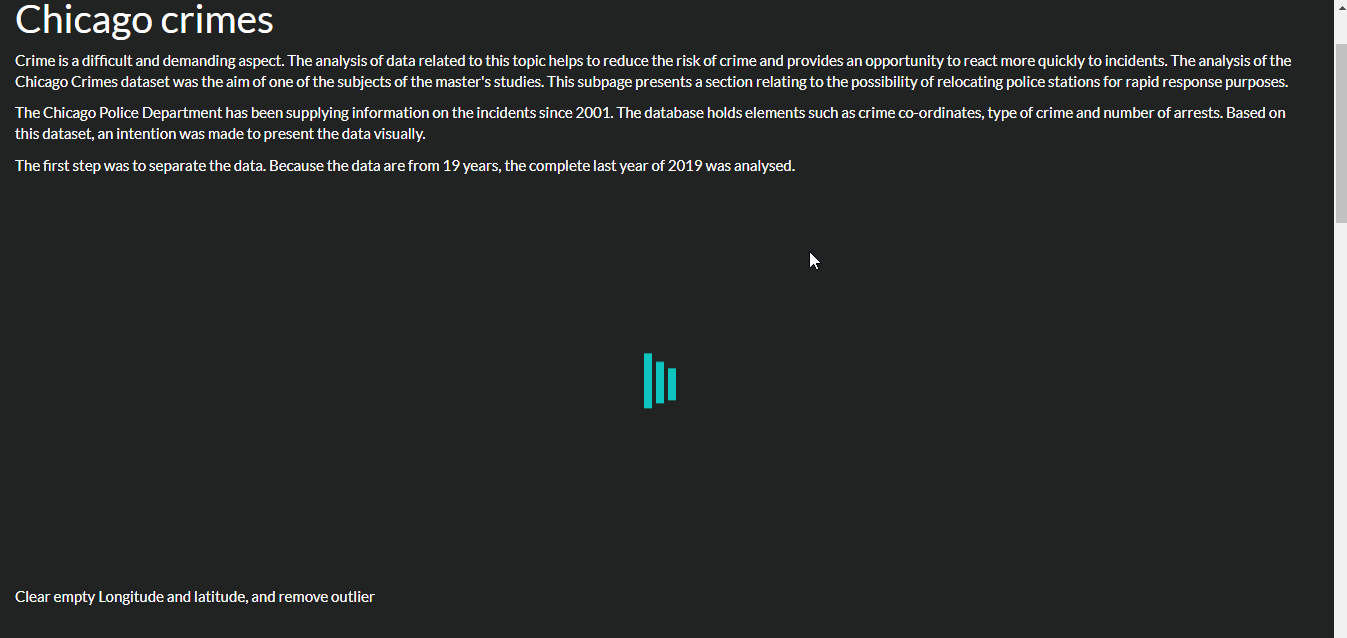 Chicago crimes
Crime is a difficult and demanding aspect. The analysis of data related to this topic helps to reduce the risk of crime and provides an opportunity to react more quickly to incidents. The analysis of the
Chicago Crimes dataset was the aim of one of the subjects of the master's studies. This subpage presents a section relating to the possibility of relocating police stations for rapid response purposes.
The Chicago Police Department has been supplying information on the incidents since 2001. The database holds elements such as crime co-ordinates, type of crime and number of arrests. Based on
this dataset, an intention was made to present the data visually.
The first step was to separate the data. Because the data are from 19 years, the complete last year of 2019 was analysed.
Clear empty Longitude and latitude, and remove outlier